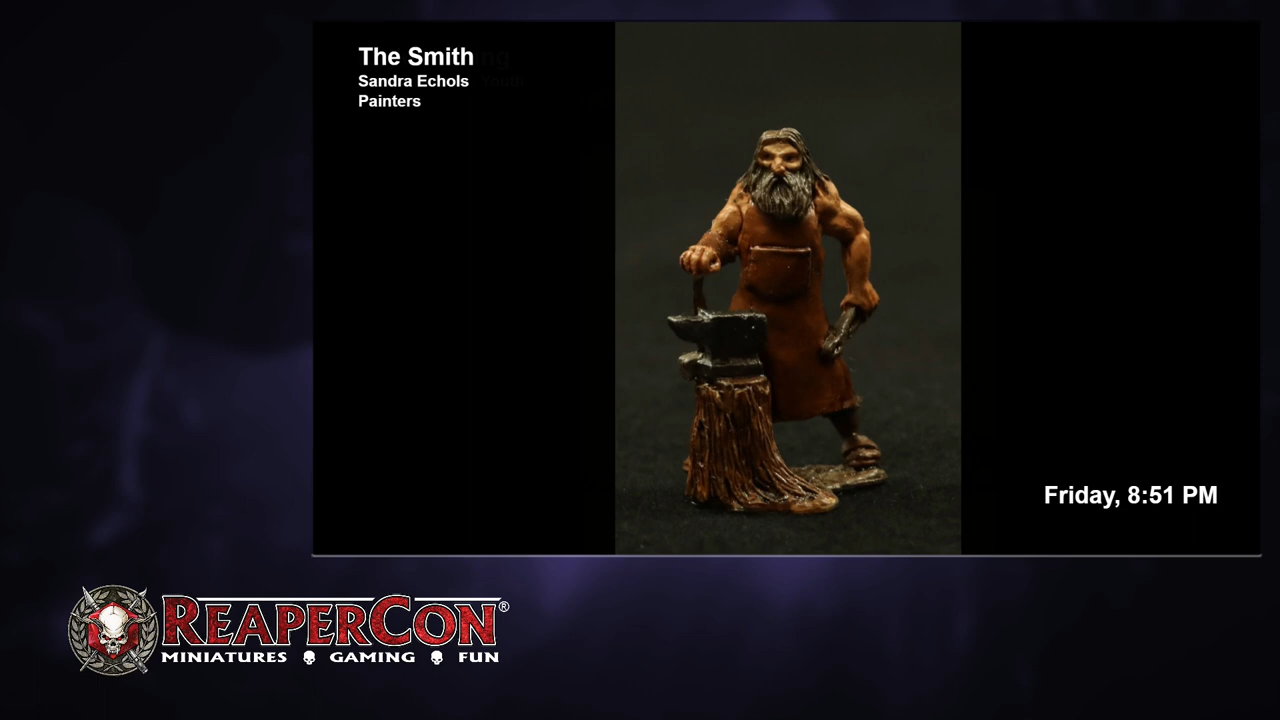 The Smith
Sandra Echols
Painters
Friday, 8:51 PM
REAPERCON®
MINIATURES GAMING FUN